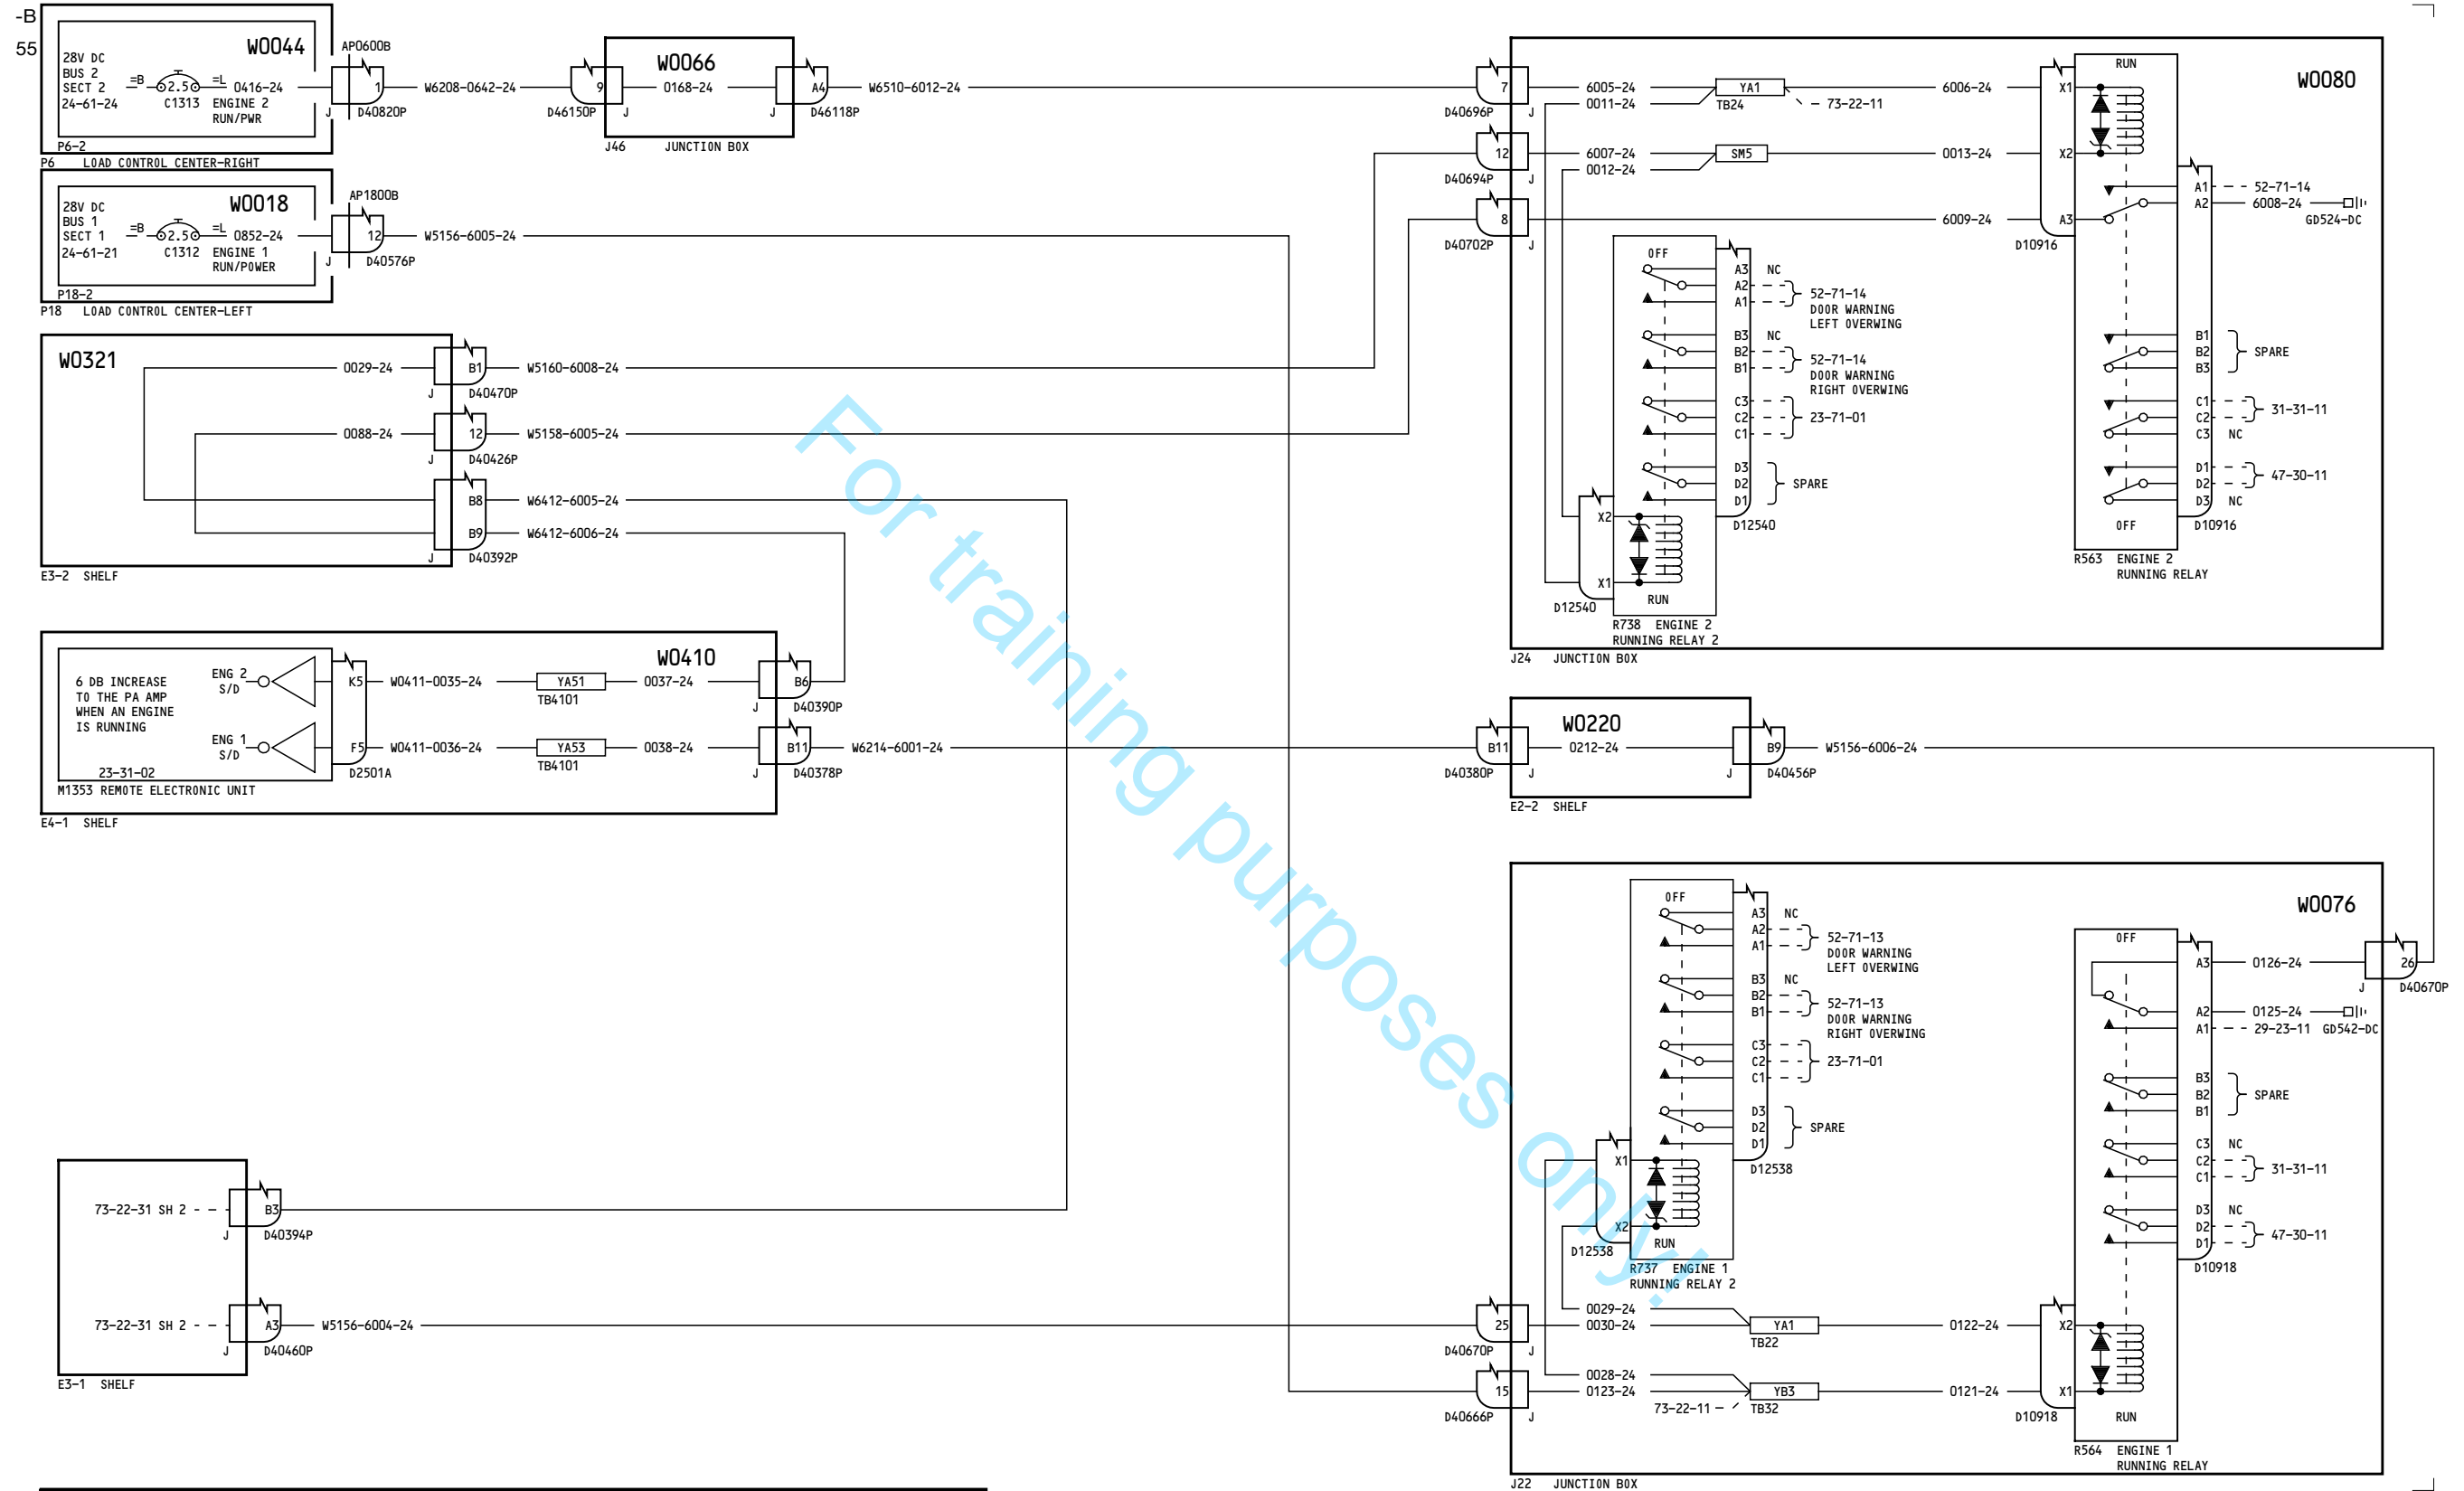 -B
55
28V DC
BUS 2
SECT 2
24-61-24
=B
2.5
=L
0416-24
C1313
ENGINE 2
RUN/PWR
W0044
P6-2
P6 LOAD CONTROL CENTER-RIGHT
AP0600B
1
J
D40820P
W6208-0642-24
9
D46150P
J
W0066
0168-24
J46 JUNCTION BOX
A4
J
D46118P
W6510-6012-24
28V DC
BUS 1
SECT 1
24-61-21
=B
2.5
=L
0852-24
C1312
ENGINE 1
RUN/POWER
W0018
P18-2
P18 LOAD CONTROL CENTER-LEFT
AP1800B
12
J
D40576P
W5156-6005-24
W0321
0029-24
B1
J
D40470P
W5160-6008-24
0088-24
12
J
D40426P
W5158-6005-24
B8
W6412-6005-24
B9
W6412-6006-24
J
D40392P
E3-2 SHELF
W0410
6 DB INCREASE
TO THE PA AMP
WHEN AN ENGINE
IS RUNNING
ENG 2
S/D
ENG 1
S/D
23-31-02
M1353 REMOTE ELECTRONIC UNIT
K5
F5
D2501A
W0411-0035-24
YA51
TB4101
0037-24
B6
J
D40390P
W0411-0036-24
YA53
TB4101
0038-24
B11
J
D40378P
W6214-6001-24
E4-1 SHELF
73-22-31 SH 2
B3
J
D40394P
73-22-31 SH 2
A3
J
D40460P
W5156-6004-24
E3-1 SHELF
W0080
7
D40696P
J
6005-24
0011-24
YA1
TB24
73-22-11
6006-24
12
D40694P
J
6007-24
0012-24
SM5
0013-24
8
D40702P
J
6009-24
X1
X2
A3
D10916
RUN
A1
52-71-14
A2
6008-24
GD524-DC
B1
B2
B3
SPARE
C1
C2
31-31-11
C3
NC
D1
D2
47-30-11
D3
NC
OFF
D10916
R563 ENGINE 2
RUNNING RELAY
OFF
A3
NC
A2
A1
52-71-14
DOOR WARNING
LEFT OVERWING
B3
NC
B2
B1
52-71-14
DOOR WARNING
RIGHT OVERWING
C3
C2
C1
23-71-01
D3
D2
D1
SPARE
D12540
X2
X1
D12540
RUN
R738 ENGINE 2
RUNNING RELAY 2
J24 JUNCTION BOX
W0220
B11
D40380P
J
0212-24
B9
J
D40456P
W5156-6006-24
E2-2 SHELF
W0076
OFF
A3
NC
A2
A1
52-71-13
DOOR WARNING
LEFT OVERWING
B3
NC
B2
B1
52-71-13
DOOR WARNING
RIGHT OVERWING
C3
C2
C1
23-71-01
D3
D2
D1
SPARE
D12538
X1
X2
D12538
RUN
R737 ENGINE 1
RUNNING RELAY 2
OFF
A3
0126-24
26
J
D40670P
A2
0125-24
A1
29-23-11
GD542-DC
B3
B2
B1
SPARE
C3
NC
C2
C1
31-31-11
D3
NC
D2
D1
47-30-11
D10918
25
D40670P
J
0029-24
0030-24
YA1
TB22
0122-24
X2
15
D40666P
J
0028-24
0123-24
73-22-11
YB3
TB32
0121-24
X1
D10918
RUN
R564 ENGINE 1
RUNNING RELAY
J22 JUNCTION BOX
For training purposes only!